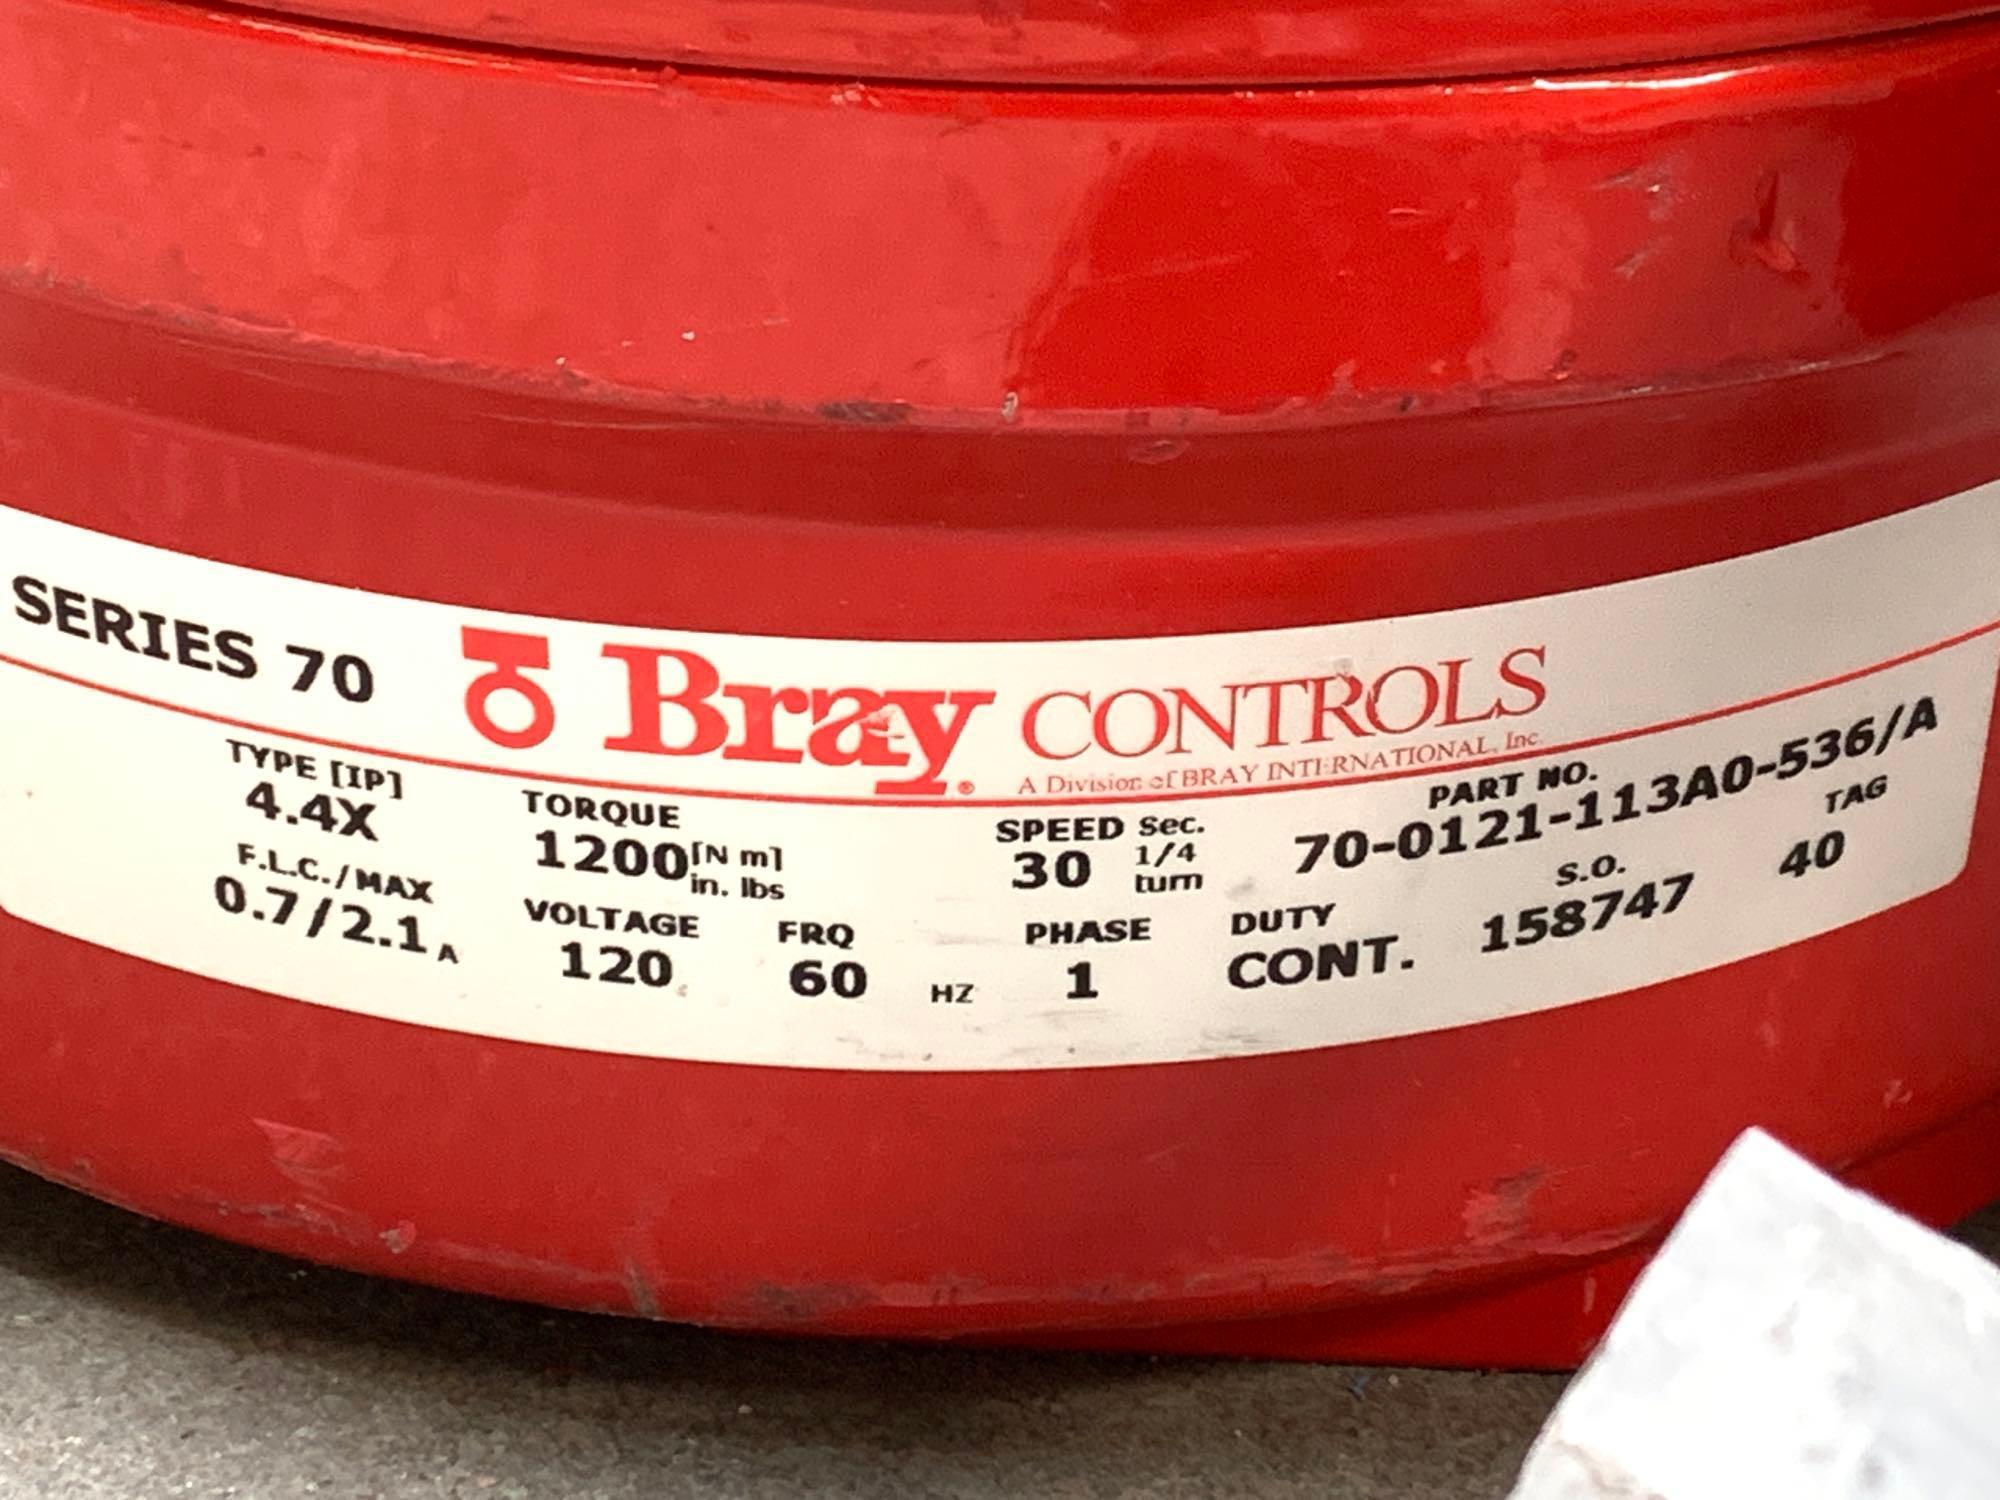 SERIES 70 Bray® CONTROLS
A Division of BRAY INTERNATIONAL, Inc.
TYPE [IP] TORQUE SPEED Sec. PART NO.
4.4X 1200 [N m] 30 1/4 70-0121-113A0-536/A
in. lbs turn
F.L.C./MAX VOLTAGE FRQ PHASE DUTY S.O. TAG
0.7/2.1 A 120 60 HZ 1 CONT. 158747 40